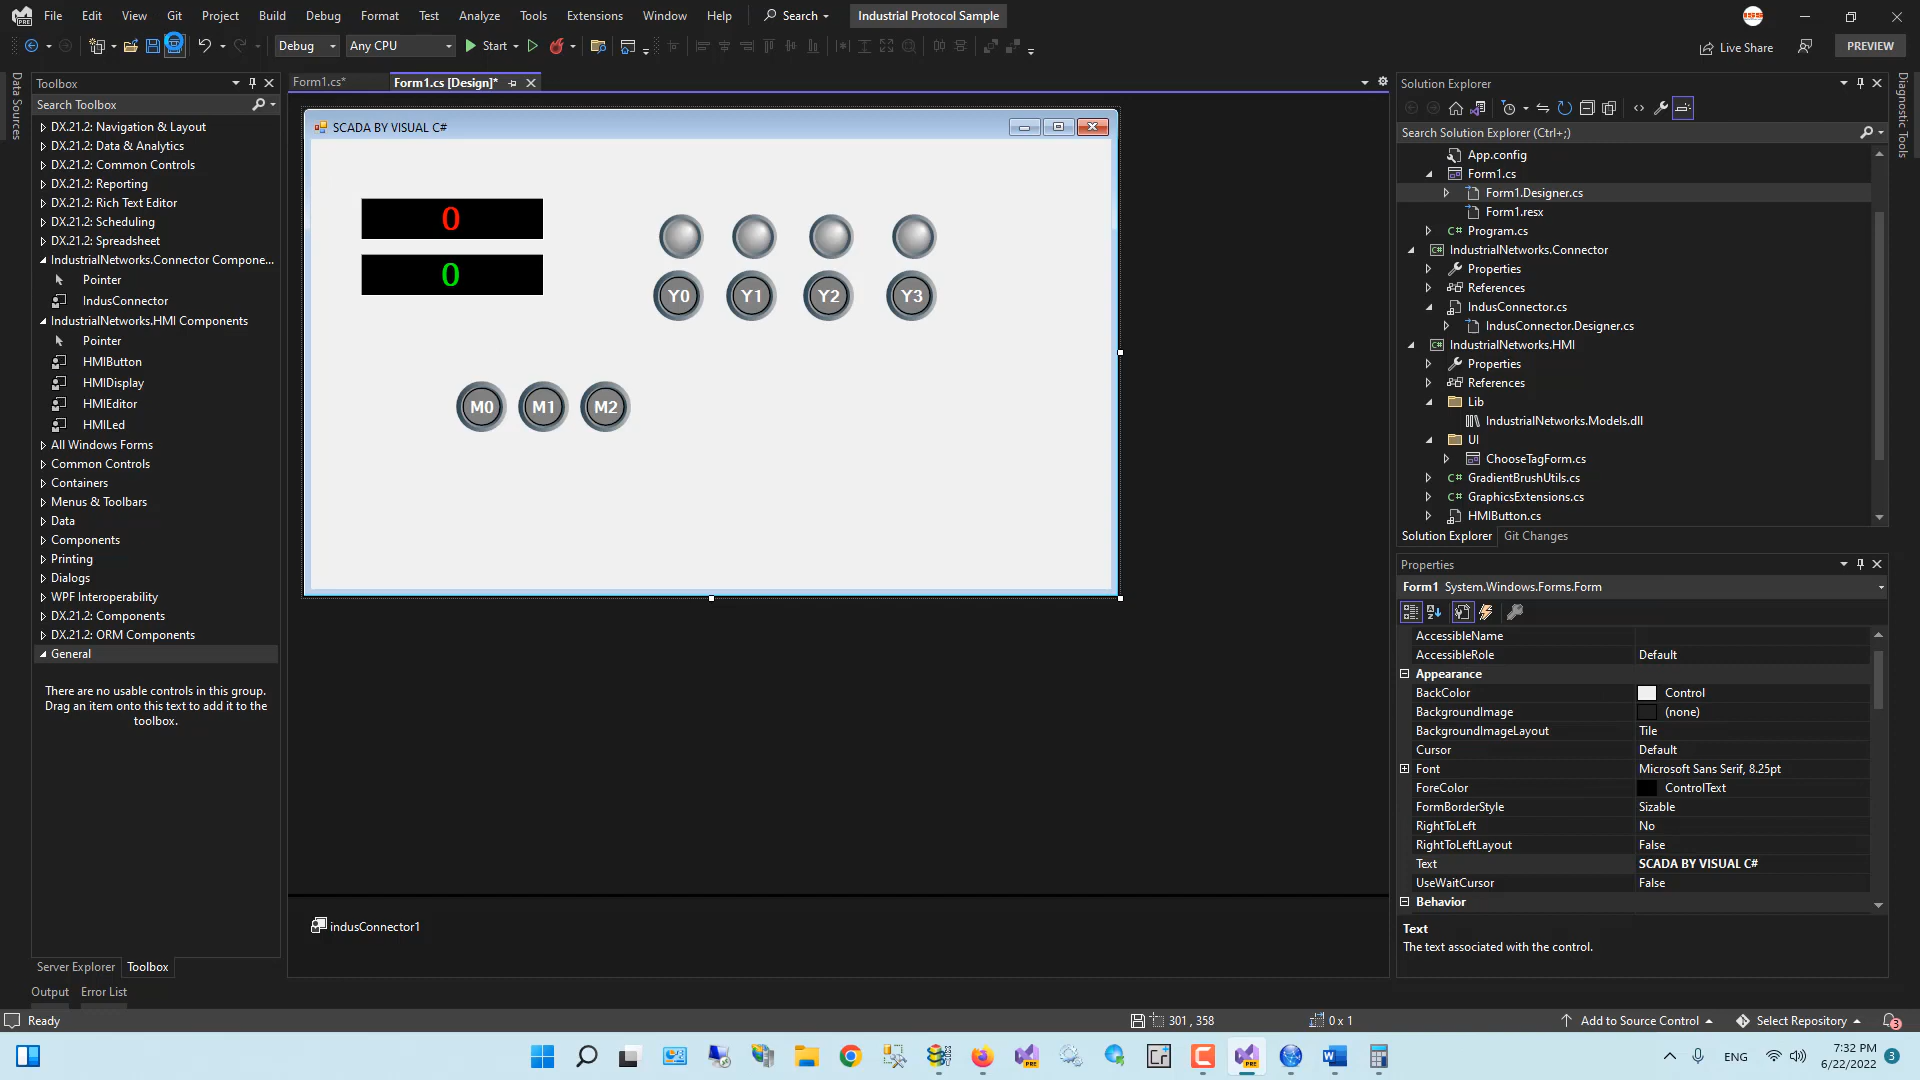 File Edit View Git Project Build Debug Format Test Analyze Tools Extensions Window Help Search Industrial Protocol Sample
Debug Any CPU Start Live Share PREVIEW
Data Sources
Toolbox
Search Toolbox
DX.21.2: Navigation & Layout
DX.21.2: Data & Analytics
DX.21.2: Common Controls
DX.21.2: Reporting
DX.21.2: Rich Text Editor
DX.21.2: Scheduling
DX.21.2: Spreadsheet
IndustrialNetworks.Connector Compone...
Pointer
IndusConnector
IndustrialNetworks.HMI Components
Pointer
HMIButton
HMIDisplay
HMIEditor
HMILed
All Windows Forms
Common Controls
Containers
Menus & Toolbars
Data
Components
Printing
Dialogs
WPF Interoperability
DX.21.2: Components
DX.21.2: ORM Components
General
There are no usable controls in this group.
Drag an item onto this text to add it to the
toolbox.
Server Explorer Toolbox
Output Error List
Form1.cs* Form1.cs [Design]*
SCADA BY VISUAL C#
0
0
Y0 Y1 Y2 Y3
M0 M1 M2
indusConnector1
Solution Explorer
Search Solution Explorer (Ctrl+;)
App.config
Form1.cs
Form1.Designer.cs
Form1.resx
C# Program.cs
C# IndustrialNetworks.Connector
Properties
References
IndusConnector.cs
IndusConnector.Designer.cs
C# IndustrialNetworks.HMI
Properties
References
Lib
IndustrialNetworks.Models.dll
UI
ChooseTagForm.cs
C# GradientBrushUtils.cs
C# GraphicsExtensions.cs
HMIButton.cs
Solution Explorer Git Changes
Diagnostic Tools
Properties
Form1 System.Windows.Forms.Form
AccessibleName
AccessibleRole Default
Appearance
BackColor Control
BackgroundImage (none)
BackgroundImageLayout Tile
Cursor Default
Font Microsoft Sans Serif, 8.25pt
ForeColor ControlText
FormBorderStyle Sizable
RightToLeft No
RightToLeftLayout False
Text SCADA BY VISUAL C#
UseWaitCursor False
Behavior
Text
The text associated with the control.
Ready 301 , 358 0 x 1 Add to Source Control Select Repository 3
ENG 7:32 PM 3
6/22/2022